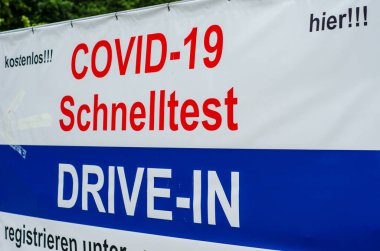 kostenlos!!! hier!!!
COVID-19
Schnelltest
DRIVE-IN
registrieren unter